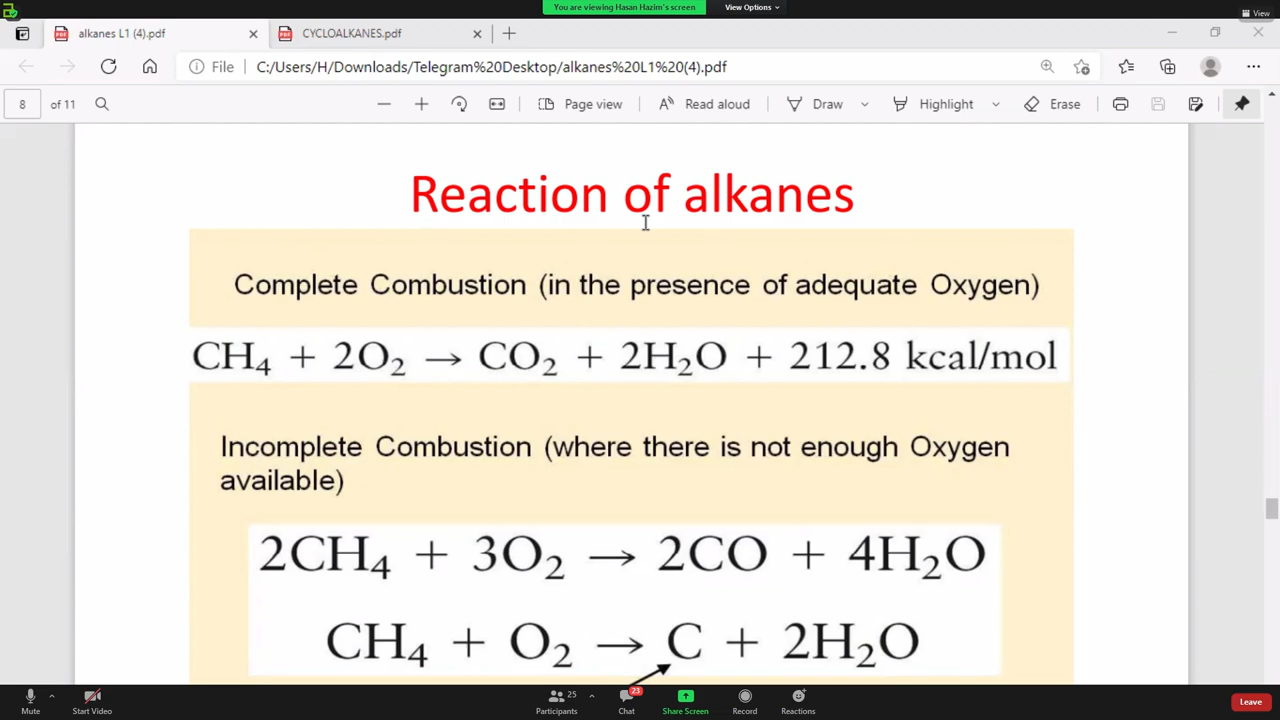 You are viewing Hasan Hazim's screen
View Options
View
alkanes L1 (4).pdf
CYCLOALKANES.pdf
File
C:/Users/H/Downloads/Telegram%20Desktop/alkanes%20L1%20(4).pdf
8 of 11
Page view
Read aloud
Draw
Highlight
Erase
Reaction of alkanes
Complete Combustion (in the presence of adequate Oxygen)
CH₄ + 2O₂ → CO₂ + 2H₂O + 212.8 kcal/mol
Incomplete Combustion (where there is not enough Oxygen
available)
2CH₄ + 3O₂ → 2CO + 4H₂O
CH₄ + O₂ → C + 2H₂O
25
23
Mute
Start Video
Participants
Chat
Share Screen
Record
Reactions
Leave